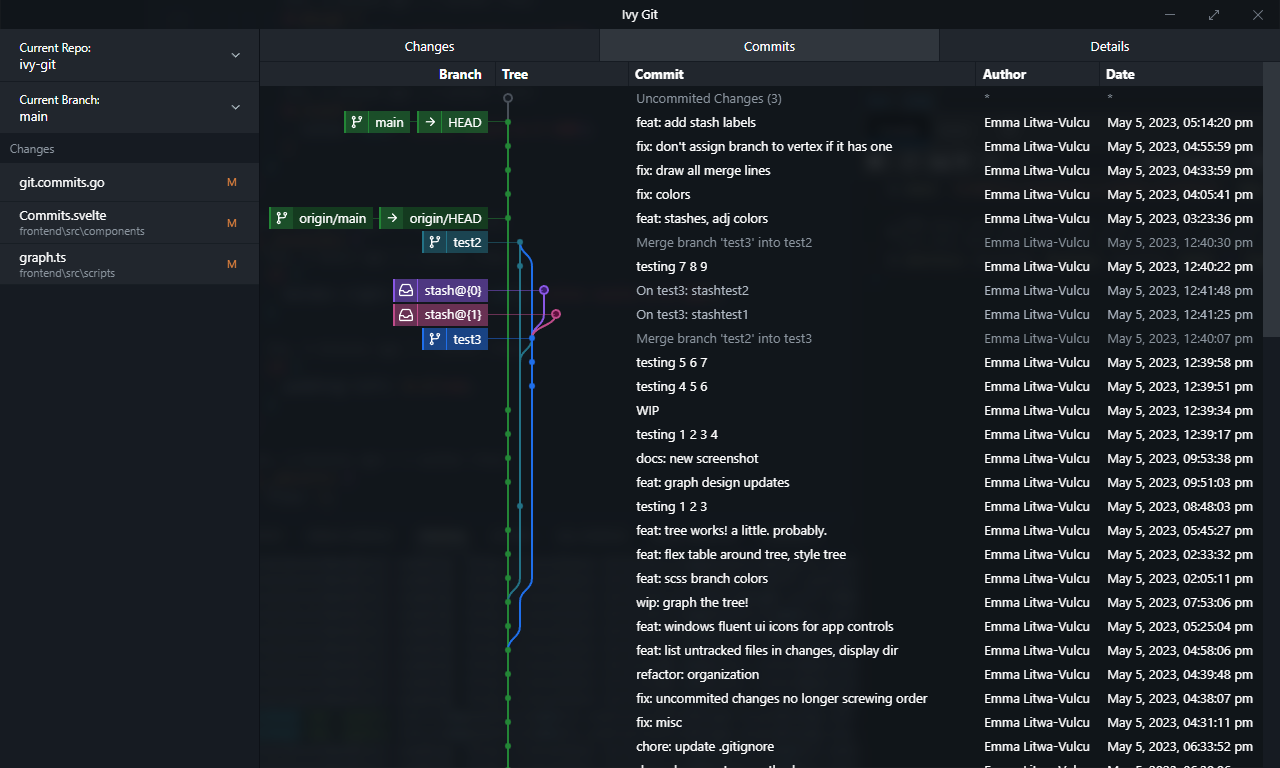 Ivy Git
Current Repo:
ivy-git
Current Branch:
main
Changes
git.commits.go M
Commits.svelte M
frontend\src\components
graph.ts M
frontend\src\scripts
Changes Commits Details
Branch Tree Commit Author Date
Uncommited Changes (3) * *
main HEAD feat: add stash labels Emma Litwa-Vulcu May 5, 2023, 05:14:20 pm
fix: don't assign branch to vertex if it has one Emma Litwa-Vulcu May 5, 2023, 04:55:59 pm
fix: draw all merge lines Emma Litwa-Vulcu May 5, 2023, 04:33:59 pm
fix: colors Emma Litwa-Vulcu May 5, 2023, 04:05:41 pm
origin/main origin/HEAD feat: stashes, adj colors Emma Litwa-Vulcu May 5, 2023, 03:23:36 pm
test2 Merge branch 'test3' into test2 Emma Litwa-Vulcu May 5, 2023, 12:40:30 pm
testing 7 8 9 Emma Litwa-Vulcu May 5, 2023, 12:40:22 pm
stash@{0} On test3: stashtest2 Emma Litwa-Vulcu May 5, 2023, 12:41:48 pm
stash@{1} On test3: stashtest1 Emma Litwa-Vulcu May 5, 2023, 12:41:25 pm
test3 Merge branch 'test2' into test3 Emma Litwa-Vulcu May 5, 2023, 12:40:07 pm
testing 5 6 7 Emma Litwa-Vulcu May 5, 2023, 12:39:58 pm
testing 4 5 6 Emma Litwa-Vulcu May 5, 2023, 12:39:51 pm
WIP Emma Litwa-Vulcu May 5, 2023, 12:39:34 pm
testing 1 2 3 4 Emma Litwa-Vulcu May 5, 2023, 12:39:17 pm
docs: new screenshot Emma Litwa-Vulcu May 5, 2023, 09:53:38 pm
feat: graph design updates Emma Litwa-Vulcu May 5, 2023, 09:51:03 pm
testing 1 2 3 Emma Litwa-Vulcu May 5, 2023, 08:48:03 pm
feat: tree works! a little. probably. Emma Litwa-Vulcu May 5, 2023, 05:45:27 pm
feat: flex table around tree, style tree Emma Litwa-Vulcu May 5, 2023, 02:33:32 pm
feat: scss branch colors Emma Litwa-Vulcu May 5, 2023, 02:05:11 pm
wip: graph the tree! Emma Litwa-Vulcu May 5, 2023, 07:53:06 pm
feat: windows fluent ui icons for app controls Emma Litwa-Vulcu May 5, 2023, 05:25:04 pm
feat: list untracked files in changes, display dir Emma Litwa-Vulcu May 5, 2023, 04:58:06 pm
refactor: organization Emma Litwa-Vulcu May 5, 2023, 04:39:48 pm
fix: uncommited changes no longer screwing order Emma Litwa-Vulcu May 5, 2023, 04:38:07 pm
fix: misc Emma Litwa-Vulcu May 5, 2023, 04:31:11 pm
chore: update .gitignore Emma Litwa-Vulcu May 5, 2023, 06:33:52 pm